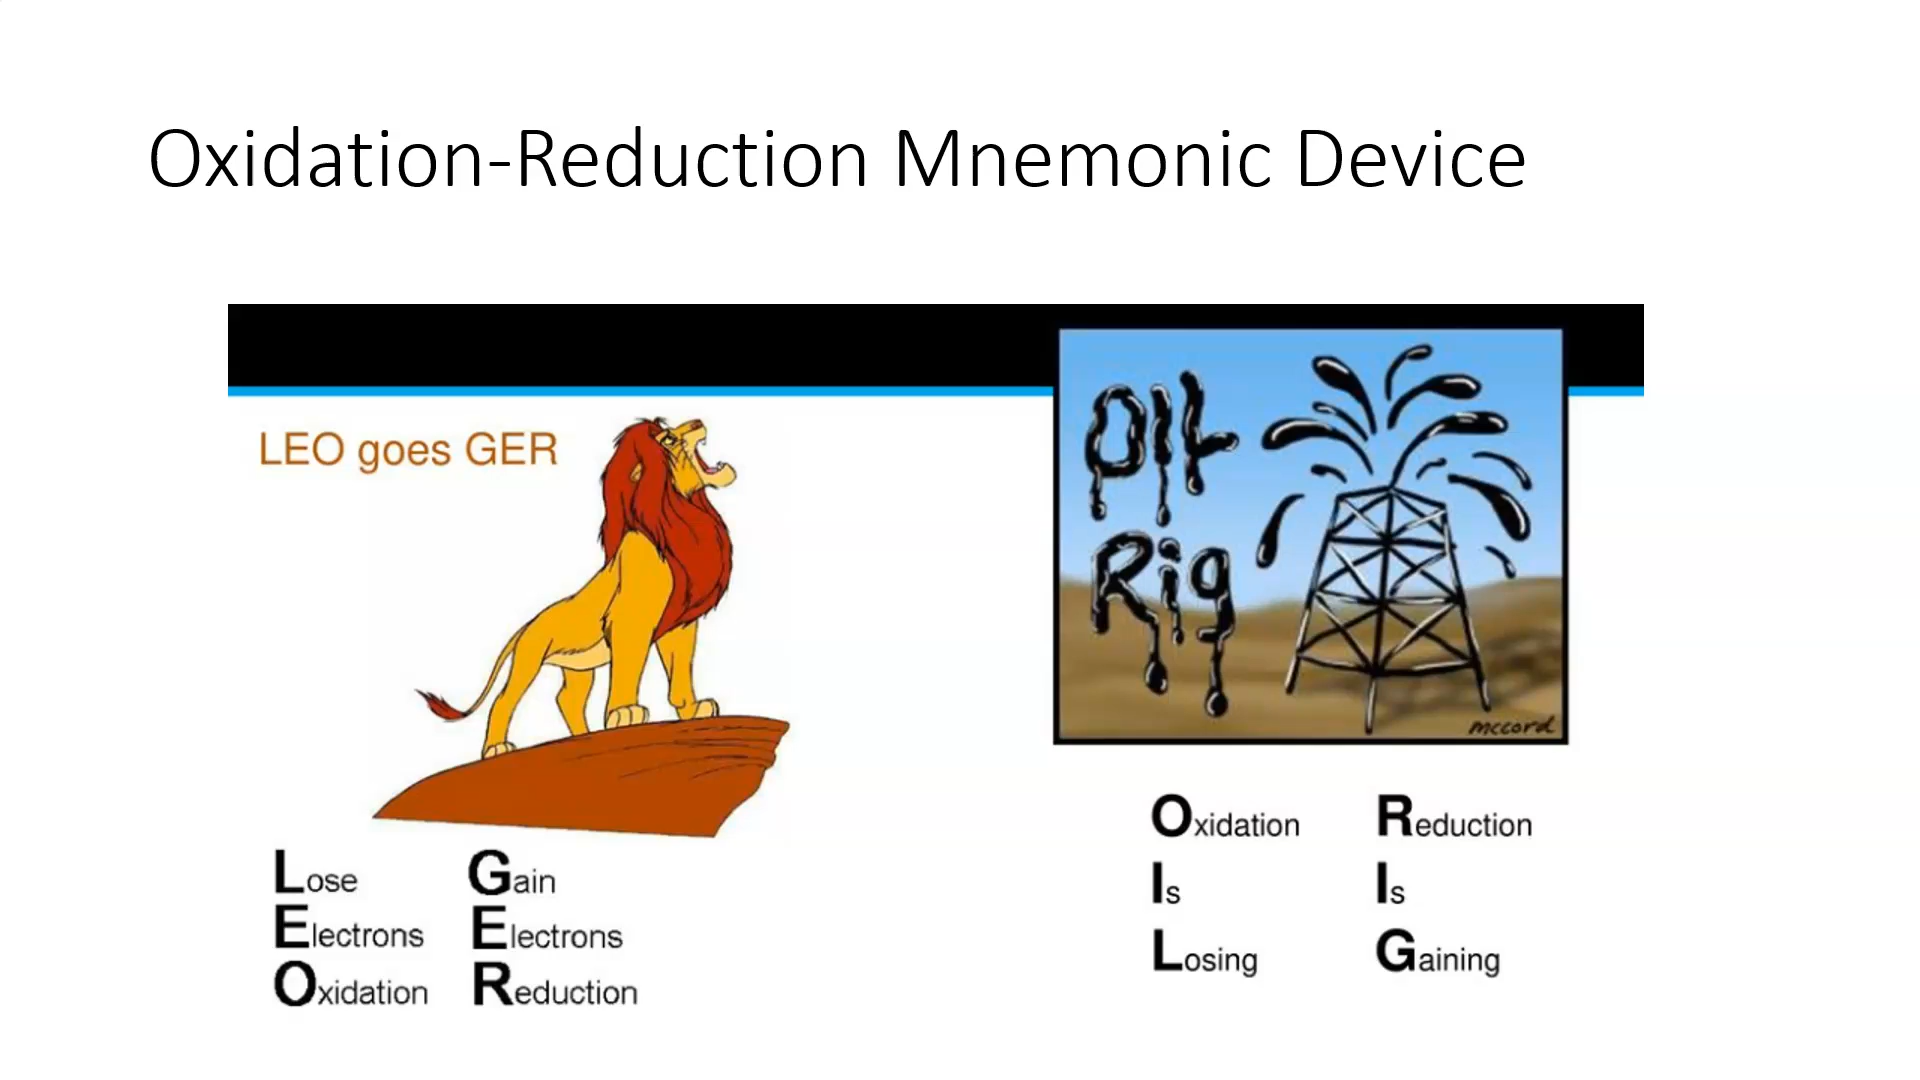 Oxidation-Reduction Mnemonic Device
LEO goes GER
Lose
Electrons
Oxidation
Gain
Electrons
Reduction
OIL
Rig
mccord
Oxidation
Is
Losing
Reduction
Is
Gaining